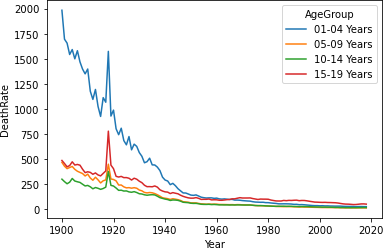 AgeGroup
01-04 Years
05-09 Years
10-14 Years
15-19 Years
DeathRate
2000
1750
1500
1250
1000
750
500
250
0
1900 1920 1940 1960 1980 2000 2020
Year